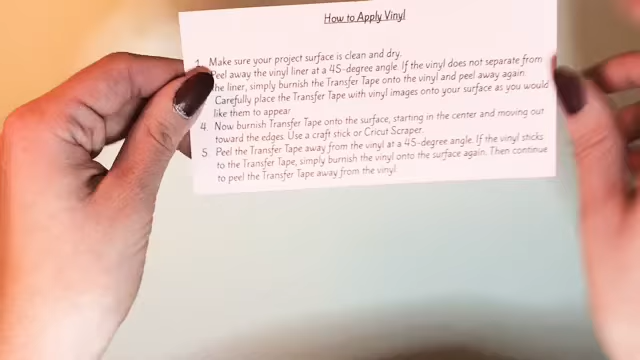 How to Apply Vinyl
1. Make sure your project surface is clean and dry.
Peel away the vinyl liner at a 45-degree angle. If the vinyl does not separate from
the liner, simply burnish the Transfer Tape onto the vinyl and peel away again.
Carefully place the Transfer Tape with vinyl images onto your surface as you would
like them to appear
4. Now burnish Transfer Tape onto the surface, starting in the center and moving out
toward the edges. Use a craft stick or Cricut Scraper.
5. Peel the Transfer Tape away from the vinyl at a 45-degree angle. If the vinyl sticks
to the Transfer Tape, simply burnish the vinyl onto the surface again. Then continue
to peel the Transfer Tape away from the vinyl